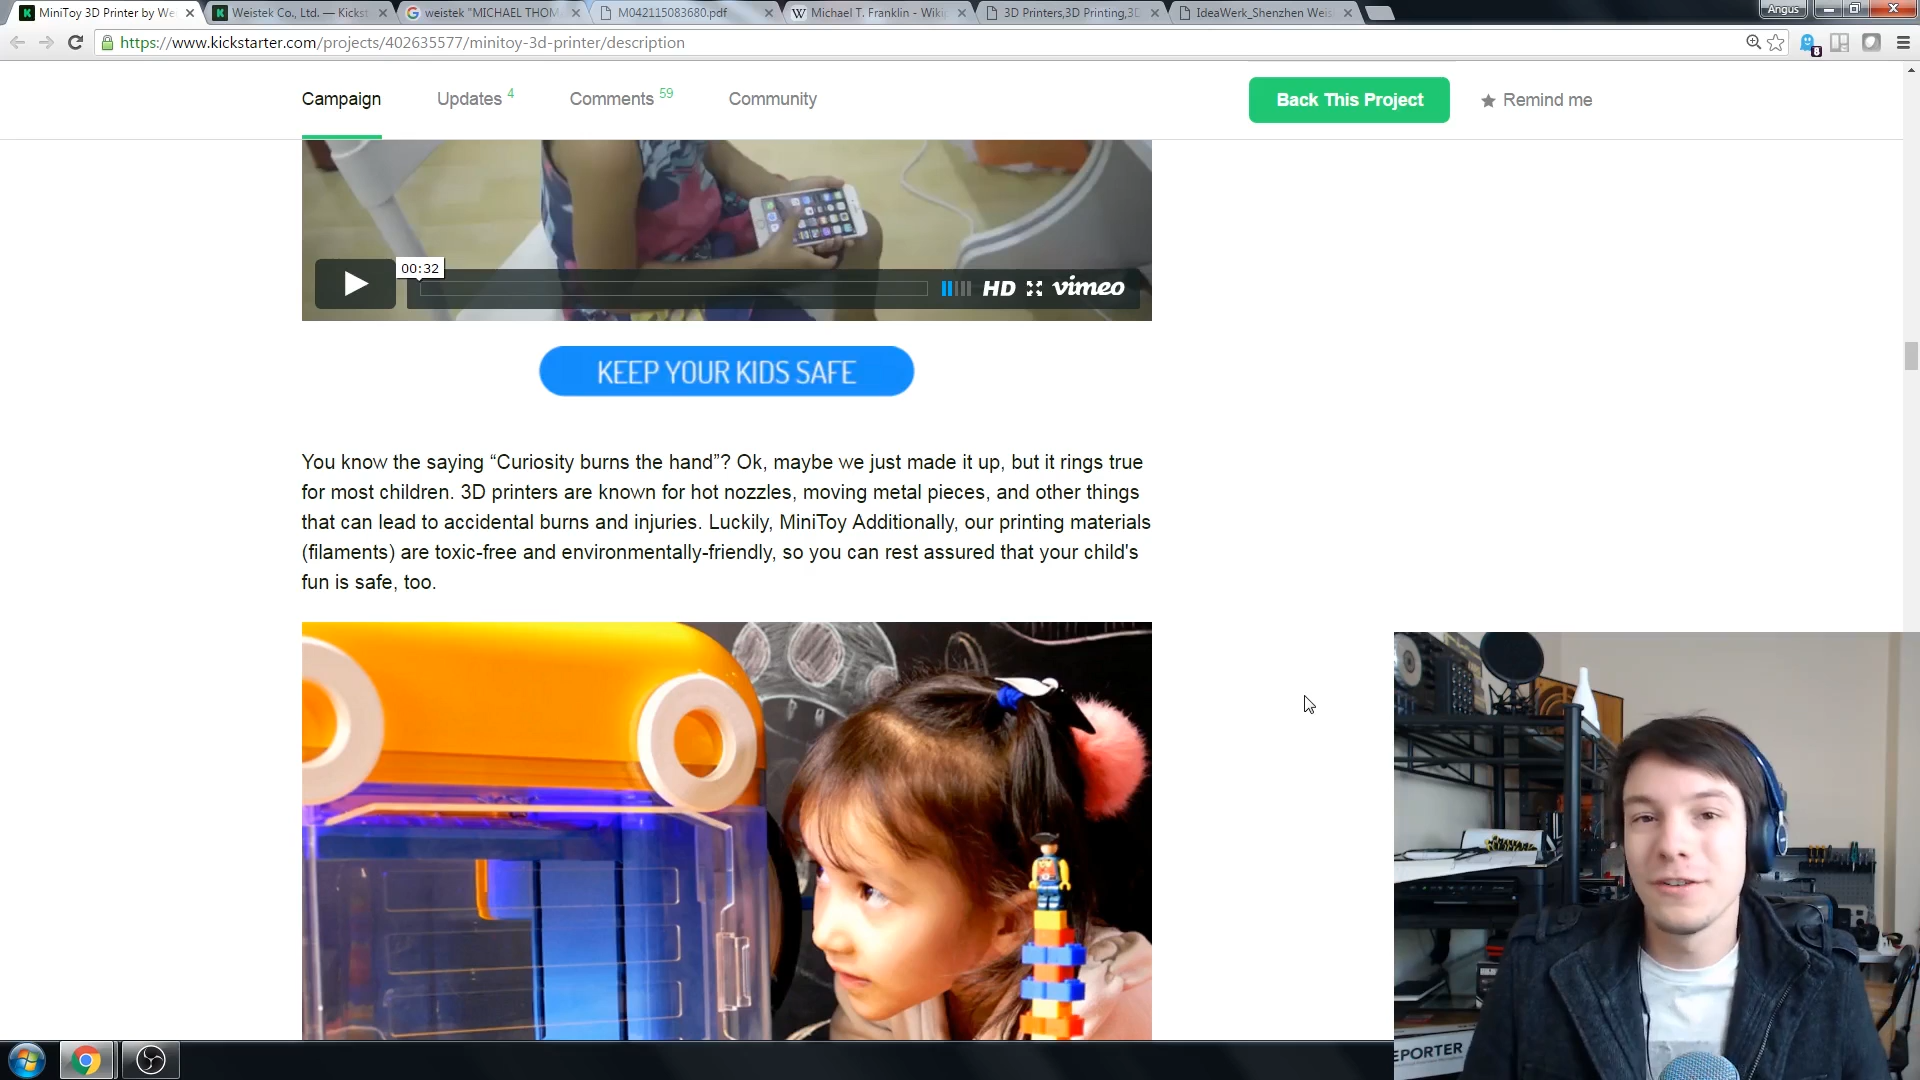 MiniToy 3D Printer by We
Weistek Co., Ltd. — Kickst
weistek "MICHAEL THOM
M042115083680.pdf
Michael T. Franklin - Wiki
3D Printers,3D Printing,3D
IdeaWerk_Shenzhen Weis
Angus
https://www.kickstarter.com/projects/402635577/minitoy-3d-printer/description
8
Campaign
Updates 4
Comments 59
Community
Back This Project
Remind me
00:32
HD
vimeo
KEEP YOUR KIDS SAFE
You know the saying “Curiosity burns the hand”? Ok, maybe we just made it up, but it rings true
for most children. 3D printers are known for hot nozzles, moving metal pieces, and other things
that can lead to accidental burns and injuries. Luckily, MiniToy Additionally, our printing materials
(filaments) are toxic-free and environmentally-friendly, so you can rest assured that your child's
fun is safe, too.
EPORTER